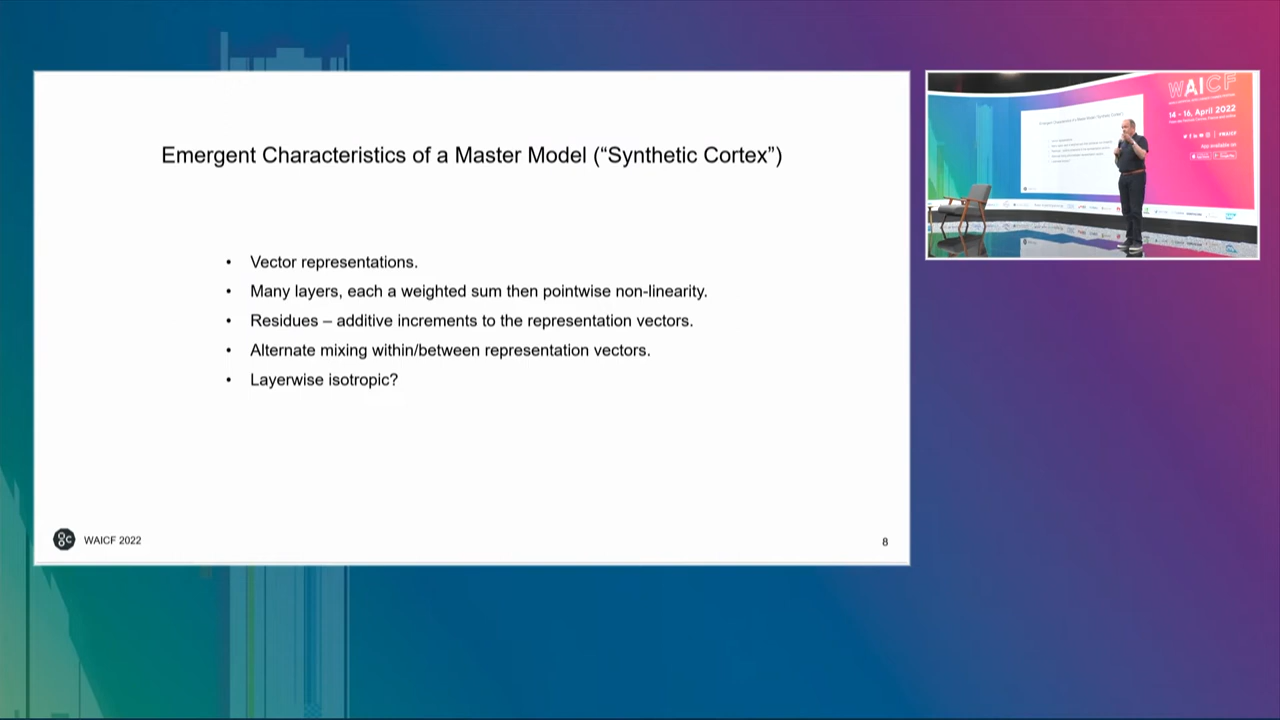 Emergent Characteristics of a Master Model (“Synthetic Cortex”)
• Vector representations.
• Many layers, each a weighted sum then pointwise non-linearity.
• Residues – additive increments to the representation vectors.
• Alternate mixing within/between representation vectors.
• Layerwise isotropic?
WAICF 2022
8
WAICF
14 - 16, April 2022
#WAICF